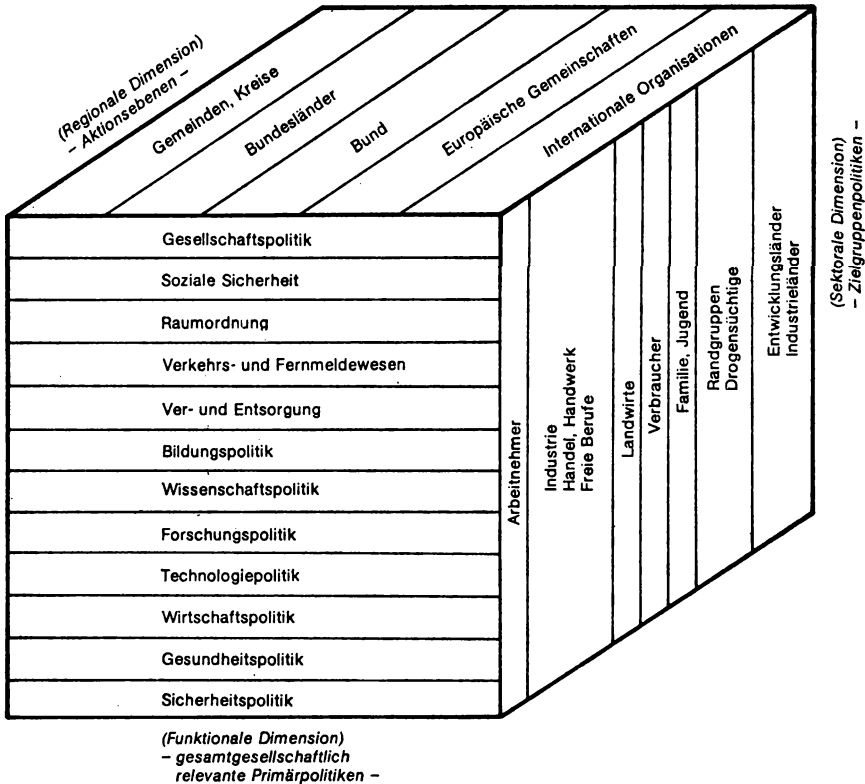 (Regionale Dimension)
– Aktionsebenen –
Gemeinden, Kreise
Bundesländer
Bund
Europäische Gemeinschaften
Internationale Organisationen
Gesellschaftspolitik
Soziale Sicherheit
Raumordnung
Verkehrs- und Fernmeldewesen
Ver- und Entsorgung
Bildungspolitik
Wissenschaftspolitik
Forschungspolitik
Technologiepolitik
Wirtschaftspolitik
Gesundheitspolitik
Sicherheitspolitik
(Funktionale Dimension)
– gesamtgesellschaftlich
relevante Primärpolitiken –
Arbeitnehmer
Industrie
Handel, Handwerk
Freie Berufe
Landwirte
Verbraucher
Familie, Jugend
Randgruppen
Drogensüchtige
Entwicklungsländer
Industrieländer
(Sektorale Dimension)
– Zielgruppenpolitiken –